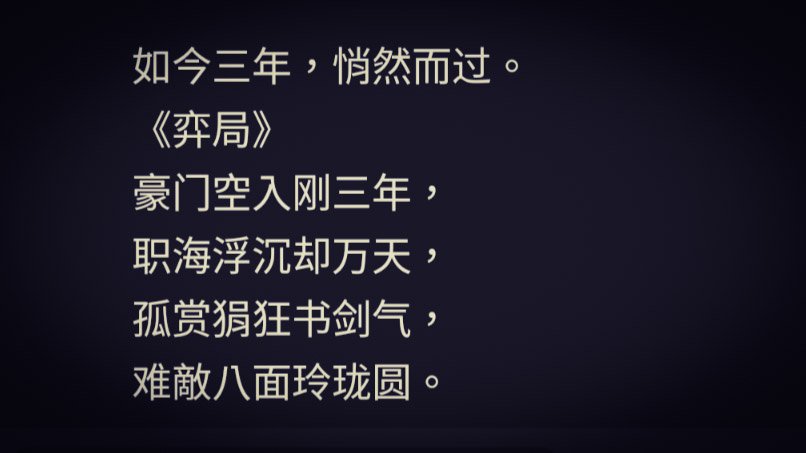 如今三年，悄然而过。
《弈局》
豪门空入刚三年，
职海浮沉却万天，
孤赏狷狂书剑气，
难敵八面玲珑圆。